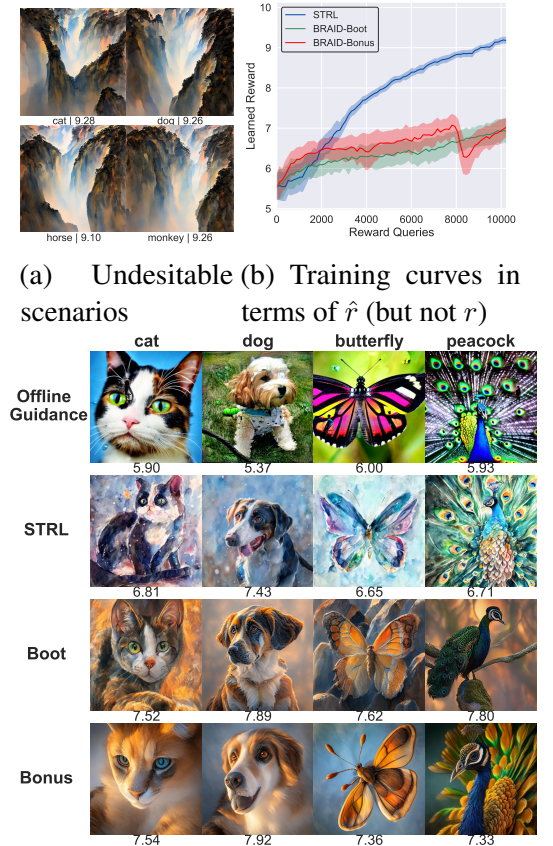 cat | 9.28
dog | 9.26
horse | 9.10
monkey | 9.26
10
9
8
7
6
5
Learned Reward
STRL
BRAID-Boot
BRAID-Bonus
0
2000
4000
6000
8000
10000
Reward Queries
(a) Undesitable
scenarios
(b) Training curves in
terms of r̂ (but not r)
cat
dog
butterfly
peacock
Offline
Guidance
5.90
5.37
6.00
5.93
STRL
6.81
7.43
6.65
6.71
Boot
7.52
7.89
7.62
7.80
Bonus
7.54
7.92
7.36
7.33